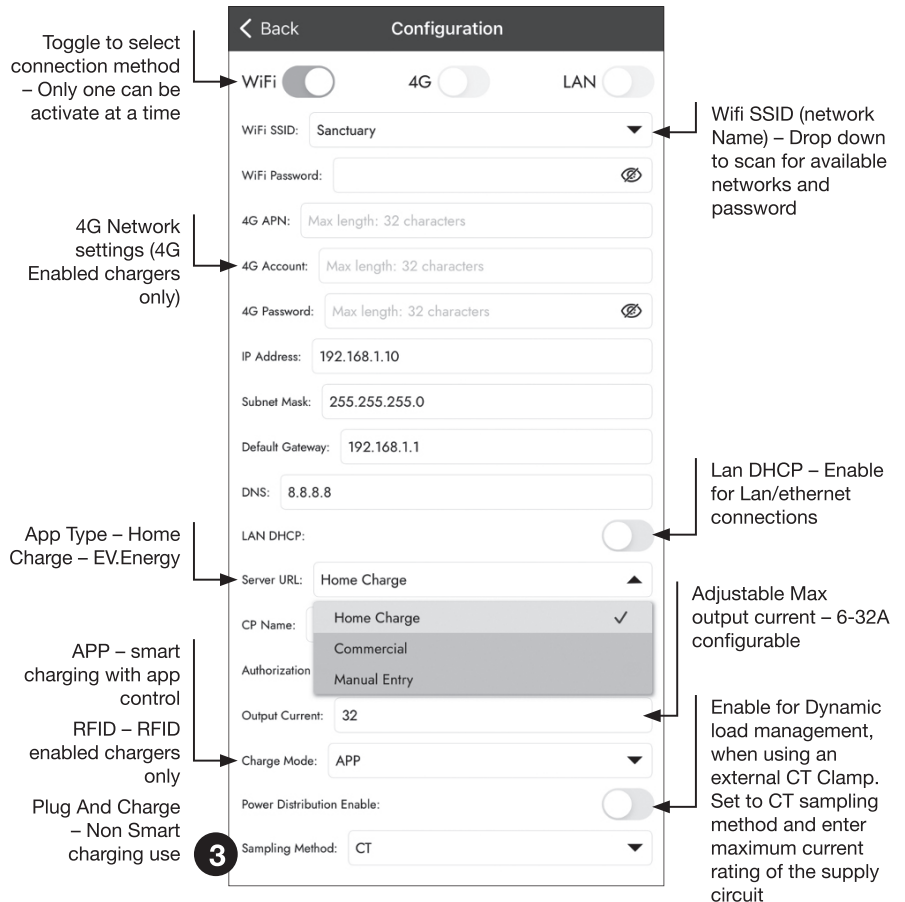 Back
Configuration
Toggle to select
connection method
– Only one can be
activate at a time
WiFi
4G
LAN
WiFi SSID: Sanctuary
Wifi SSID (network
Name) – Drop down
to scan for available
networks and
password
WiFi Password:
4G APN: Max length: 32 characters
4G Network
settings (4G
Enabled chargers
only)
4G Account: Max length: 32 characters
4G Password: Max length: 32 characters
IP Address: 192.168.1.10
Subnet Mask: 255.255.255.0
Default Gateway: 192.168.1.1
DNS: 8.8.8.8
Lan DHCP – Enable
for Lan/ethernet
connections
LAN DHCP:
App Type – Home
Charge – EV.Energy
Server URL: Home Charge
Home Charge
Commercial
Manual Entry
CP Name:
Authorization
Adjustable Max
output current – 6-32A
configurable
Output Current: 32
APP – smart
charging with app
control
RFID – RFID
enabled chargers
only
Plug And Charge
– Non Smart
charging use
Charge Mode: APP
Power Distribution Enable:
Enable for Dynamic
load management,
when using an
external CT Clamp.
Set to CT sampling
method and enter
maximum current
rating of the supply
circuit
3
Sampling Method: CT